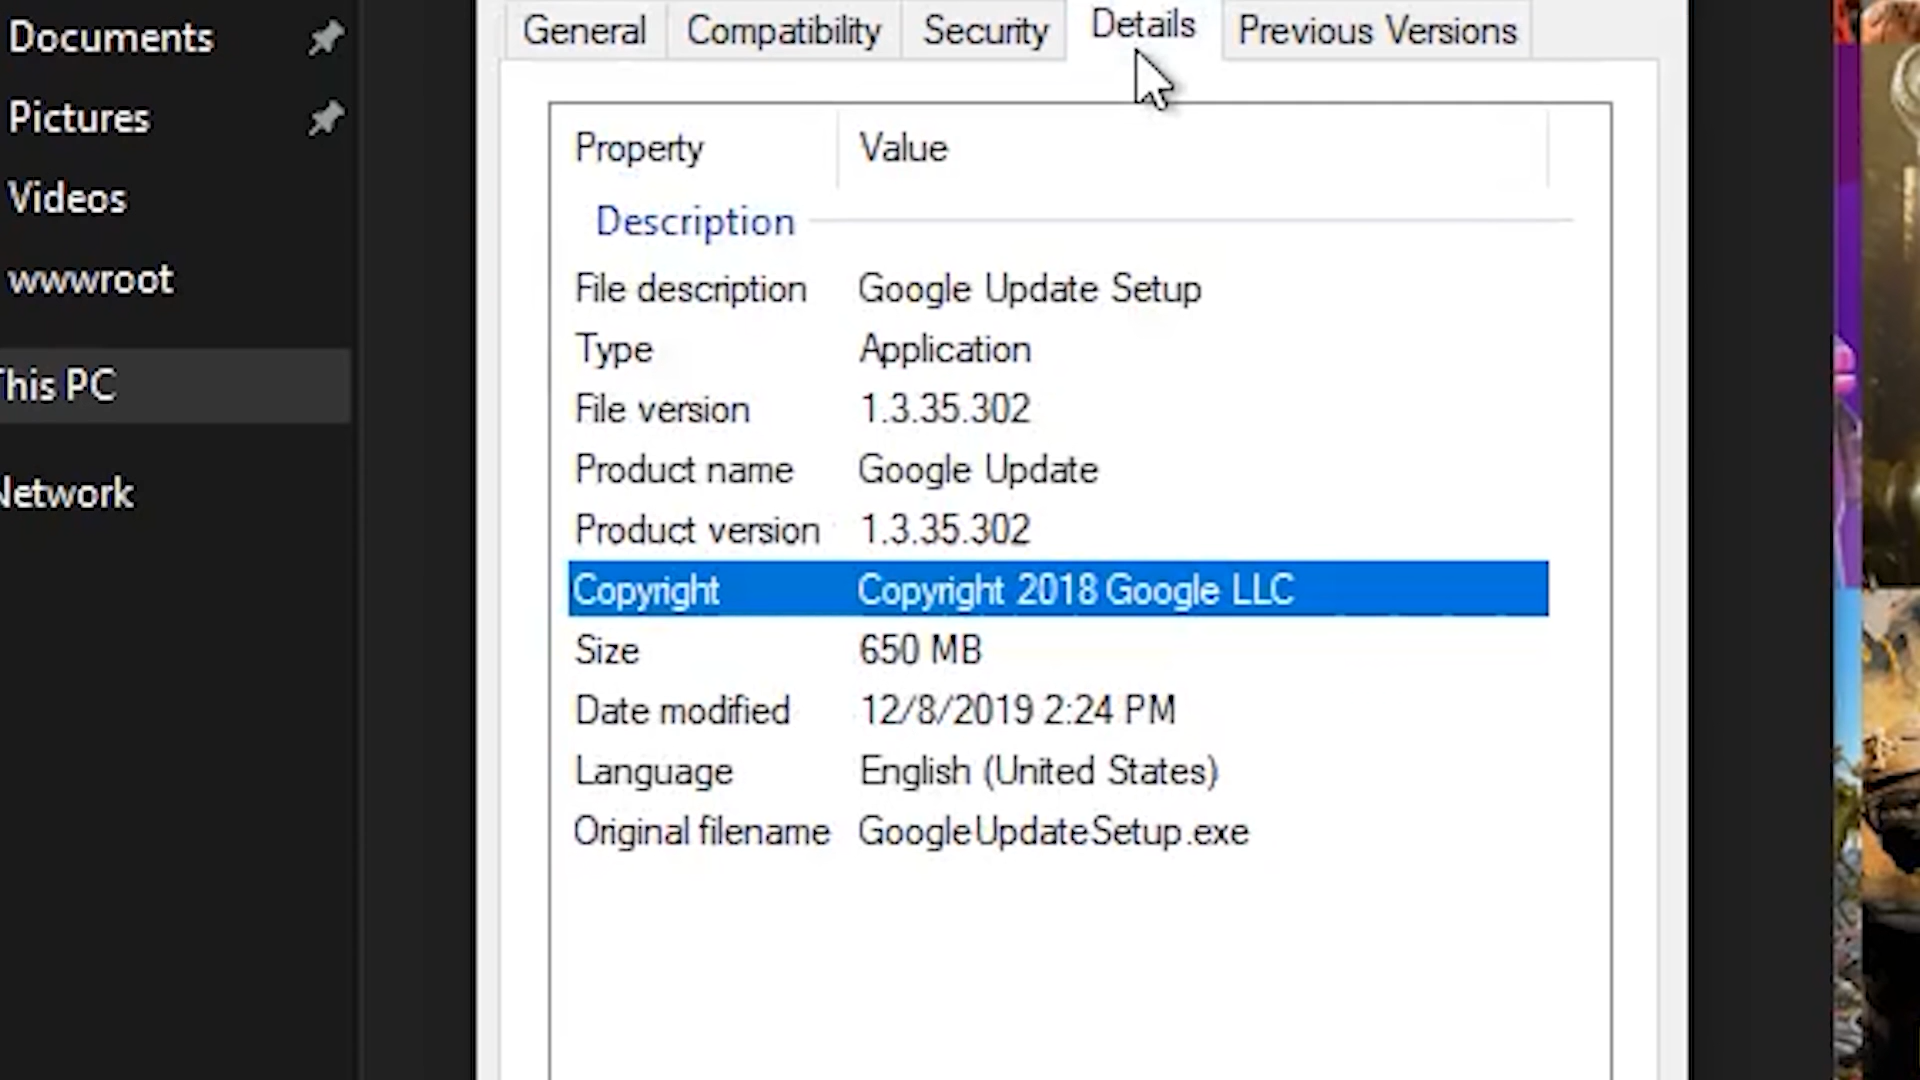 Documents
Pictures
Videos
wwwroot
This PC
Network
General Compatibility Security Details Previous Versions
Property Value
Description
File description Google Update Setup
Type Application
File version 1.3.35.302
Product name Google Update
Product version 1.3.35.302
Copyright Copyright 2018 Google LLC
Size 650 MB
Date modified 12/8/2019 2:24 PM
Language English (United States)
Original filename GoogleUpdateSetup.exe